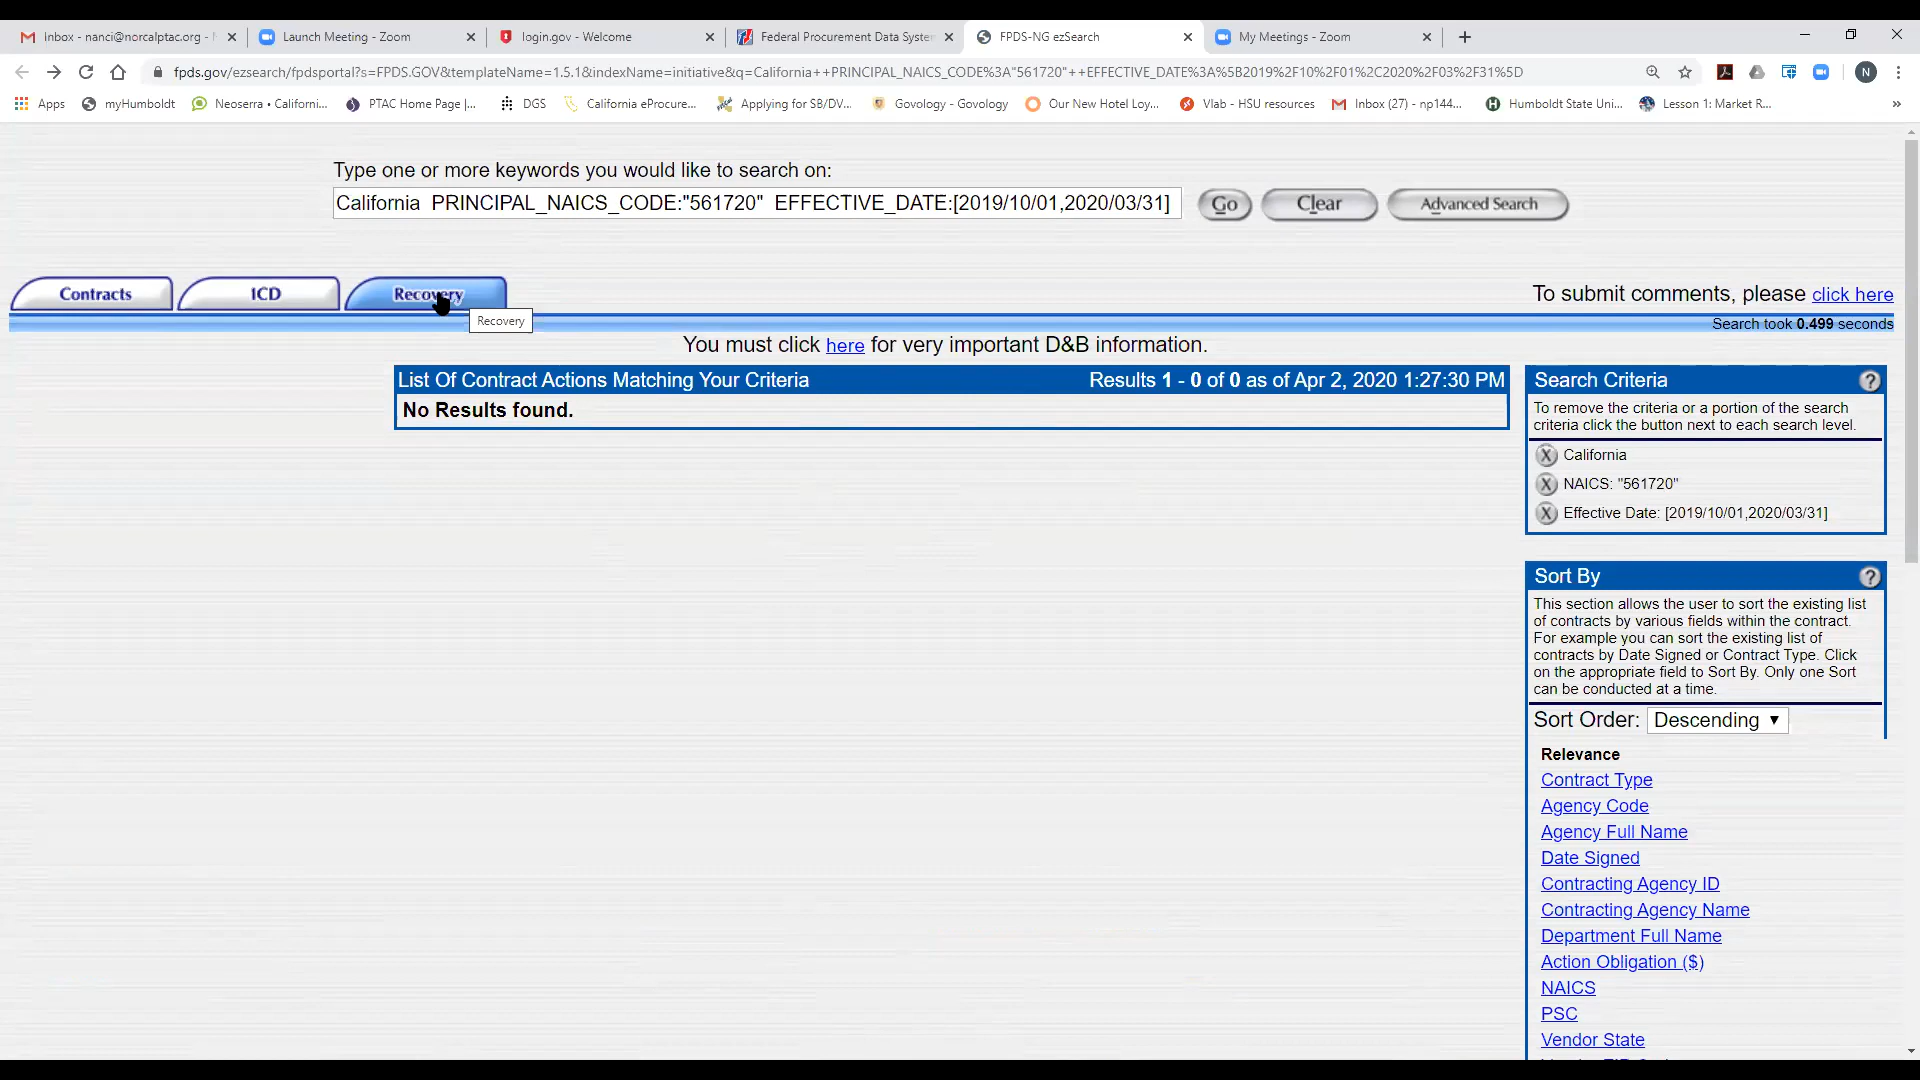 Inbox - nanci@norcalptac.org -
Launch Meeting - Zoom
login.gov - Welcome
Federal Procurement Data System
FPDS-NG ezSearch
My Meetings - Zoom
fpds.gov/ezsearch/fpdsportal?s=FPDS.GOV&templateName=1.5.1&indexName=initiative&q=California++PRINCIPAL_NAICS_CODE%3A"561720"++EFFECTIVE_DATE%3A%5B2019%2F10%2F01%2C2020%2F03%2F31%5D
N
Apps
myHumboldt
Neoserra • Californi...
PTAC Home Page |...
DGS
California eProcure...
Applying for SB/DV...
Govology - Govology
Our New Hotel Loy...
Vlab - HSU resources
Inbox (27) - np144...
Humboldt State Uni...
Lesson 1: Market R...
»
Type one or more keywords you would like to search on:
California  PRINCIPAL_NAICS_CODE:"561720"  EFFECTIVE_DATE:[2019/10/01,2020/03/31]
Go
Clear
Advanced Search
Contracts
ICD
Recovery
Recovery
To submit comments, please click here
Search took 0.499 seconds
You must click here for very important D&B information.
List Of Contract Actions Matching Your Criteria
Results 1 - 0 of 0 as of Apr 2, 2020 1:27:30 PM
No Results found.
Search Criteria
?
To remove the criteria or a portion of the search
criteria click the button next to each search level.
X California
X NAICS: "561720"
X Effective Date: [2019/10/01,2020/03/31]
Sort By
?
This section allows the user to sort the existing list
of contracts by various fields within the contract.
For example you can sort the existing list of
contracts by Date Signed or Contract Type. Click
on the appropriate field to Sort By. Only one Sort
can be conducted at a time.
Sort Order: Descending
Relevance
Contract Type
Agency Code
Agency Full Name
Date Signed
Contracting Agency ID
Contracting Agency Name
Department Full Name
Action Obligation ($)
NAICS
PSC
Vendor State